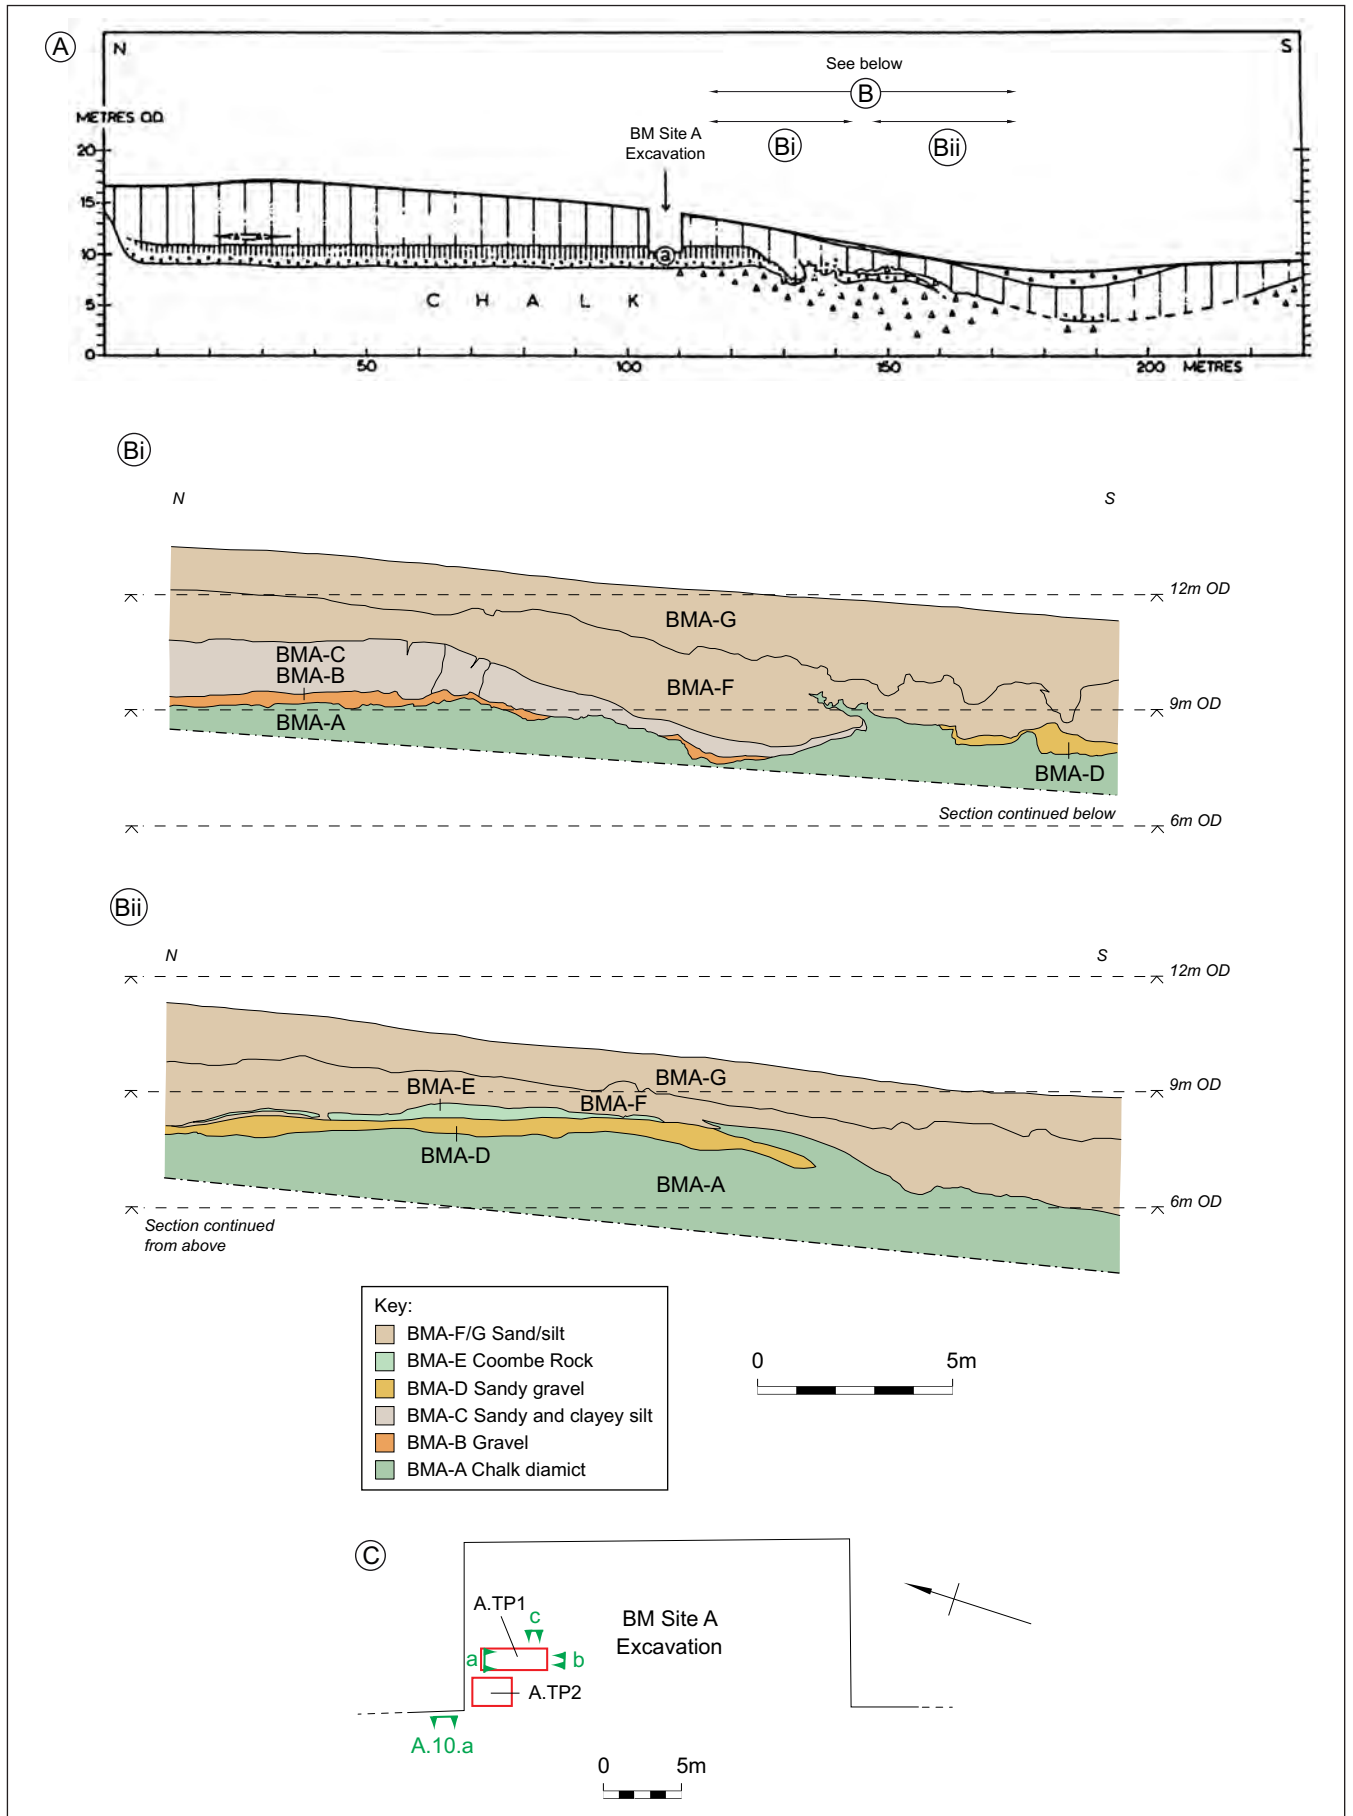 A
N
S
See below
B
METRES O.D.
BM Site A
Excavation
Bi
Bii
20
15
10
5
0
a
C H A L K
50
100
150
200
METRES
Bi
N
S
12m OD
BMA-G
BMA-C
BMA-B
BMA-F
9m OD
BMA-A
BMA-D
Section continued below
6m OD
Bii
N
S
12m OD
BMA-G
BMA-E
9m OD
BMA-F
BMA-D
BMA-A
6m OD
Section continued
from above
Key:
BMA-F/G Sand/silt
BMA-E Coombe Rock
BMA-D Sandy gravel
BMA-C Sandy and clayey silt
BMA-B Gravel
BMA-A Chalk diamict
0 5m
C
A.TP1
c
BM Site A
Excavation
a
b
A.TP2
A.10.a
0 5m